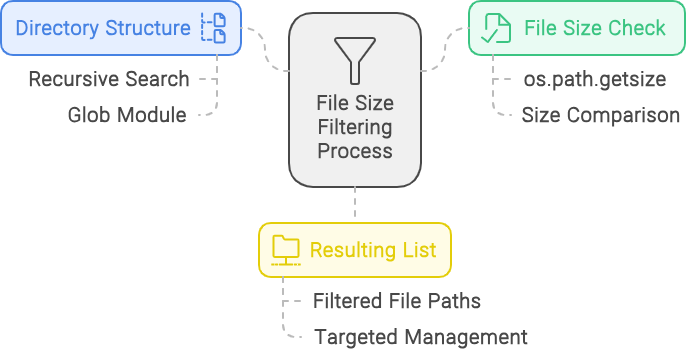 Directory Structure
Recursive Search
Glob Module
File Size
Filtering
Process
File Size Check
os.path.getsize
Size Comparison
Resulting List
Filtered File Paths
Targeted Management